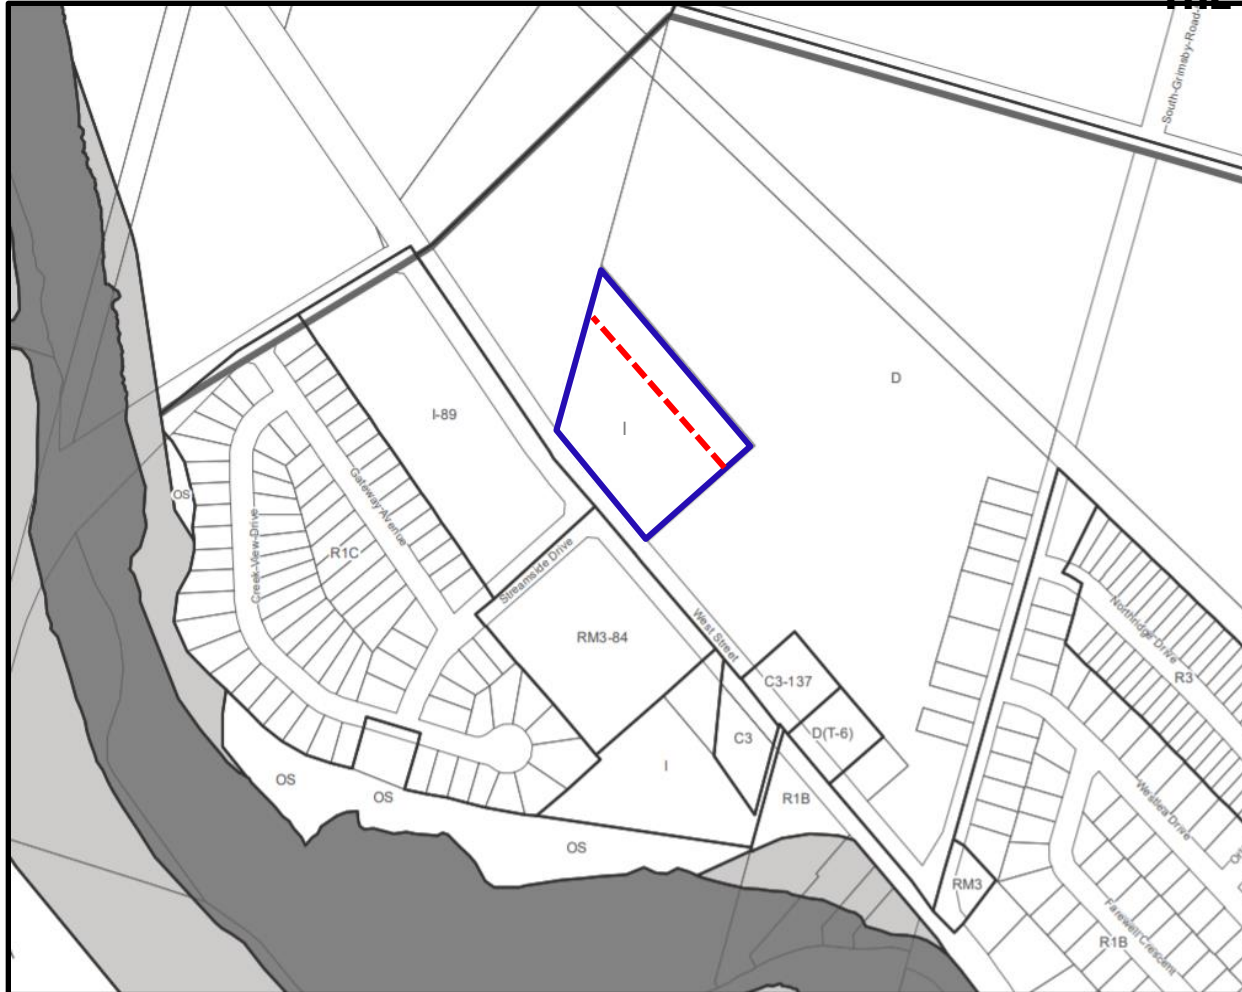 South-Grimsby-Road-
D
I-89
I
Gateway Avenue
OS
Creek-View-Drive
R1C
Streamside Drive
RM3-84
West Street
Northridge Drive
R3
C3-137
C3
D(T-6)
I
OS
OS
R1B
Westlea Drive
OS
RM3
Farewell Crescent
R1B